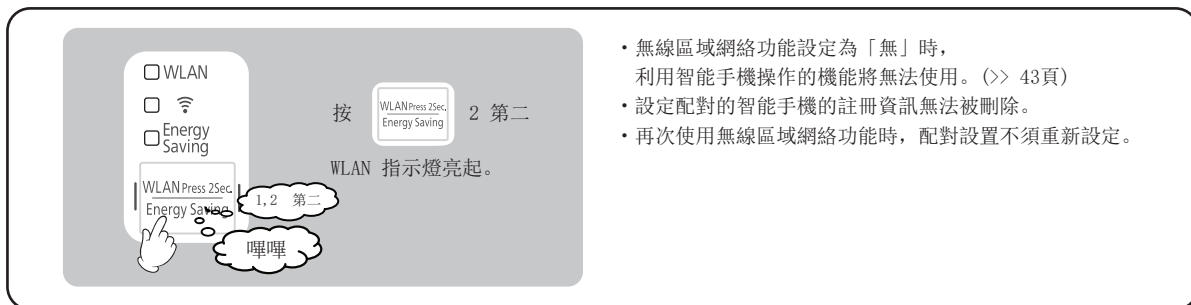 WLAN
Energy
Saving
WLAN Press 2Sec.
Energy Saving
1,2 第二
嗶嗶
按 WLAN Press 2Sec. Energy Saving 2 第二
WLAN 指示燈亮起。
・無線區域網絡功能設定為「無」時，
利用智能手機操作的機能將無法使用。(>> 43頁)
・設定配對的智能手機的註冊資訊無法被刪除。
・再次使用無線區域網絡功能時，配對設置不須重新設定。